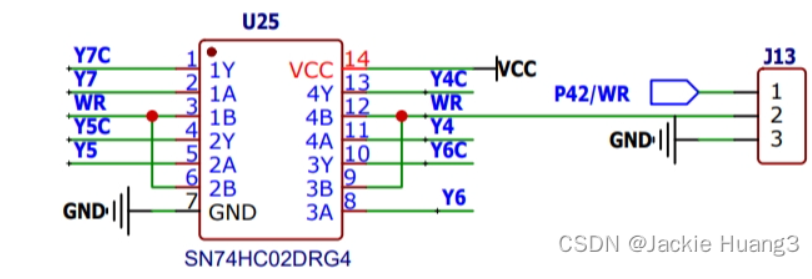 U25
Y7C 1 1Y VCC 14 VCC
Y7 2 1A 4Y 13 Y4C
WR 3 1B 4B 12 WR
Y5C 4 2Y 4A 11 Y4
Y5 5 2A 3Y 10 Y6C
6 2B 3B 9
GND 7 GND 3A 8 Y6
SN74HC02DRG4
J13
P42/WR 1
2
GND 3
CSDN @Jackie Huang3